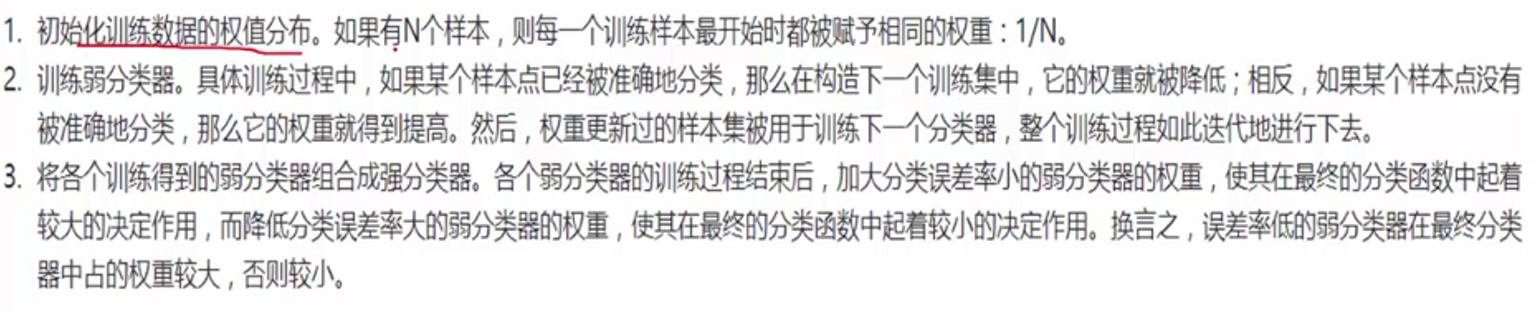 1. 初始化训练数据的权值分布。如果有N个样本，则每一个训练样本最开始时都被赋予相同的权重：1/N。
2. 训练弱分类器。具体训练过程中，如果某个样本点已经被准确地分类，那么在构造下一个训练集中，它的权重就被降低；相反，如果某个样本点没有
被准确地分类，那么它的权重就得到提高。然后，权重更新过的样本集被用于训练下一个分类器，整个训练过程如此迭代地进行下去。
3. 将各个训练得到的弱分类器组合成强分类器。各个弱分类器的训练过程结束后，加大分类误差率小的弱分类器的权重，使其在最终的分类函数中起着
较大的决定作用，而降低分类误差率大的弱分类器的权重，使其在最终的分类函数中起着较小的决定作用。换言之，误差率低的弱分类器在最终分类
器中占的权重较大，否则较小。